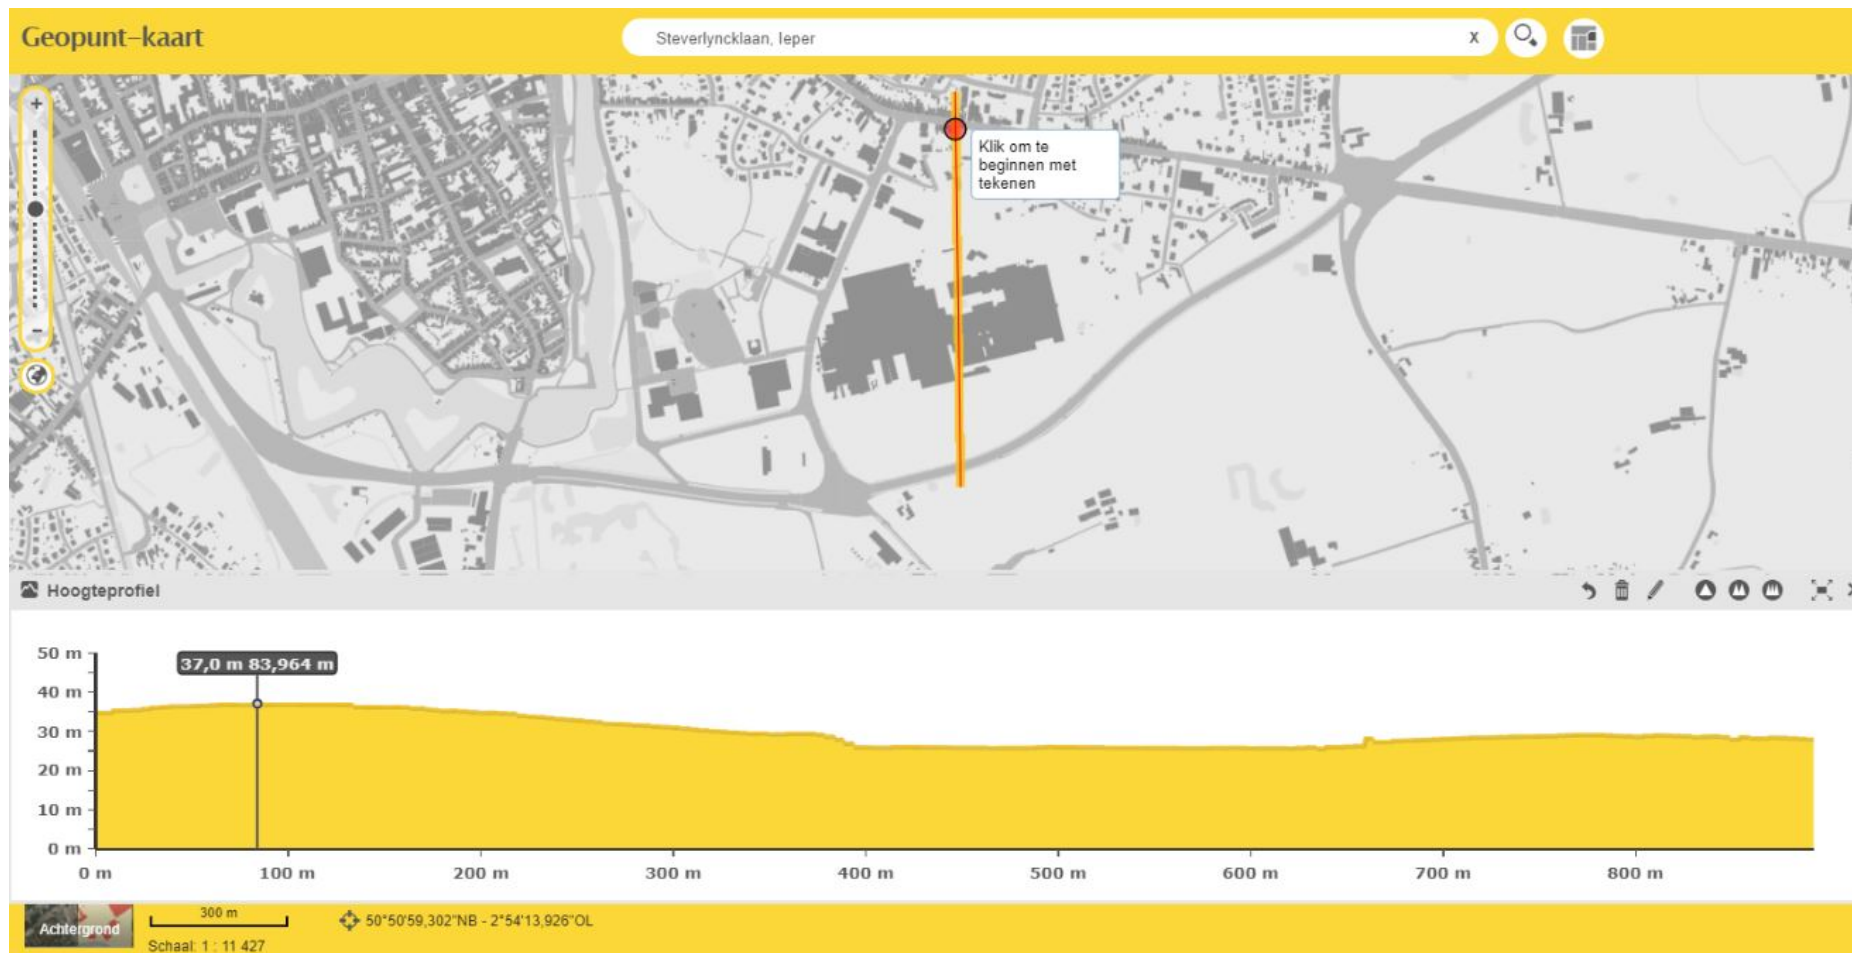 Geopunt-kaart
Steverlyncklaan, Ieper
X
Klik om te
beginnen met
tekenen
Hoogteprofiel
50 m
37,0 m 83,964 m
40 m
30 m
20 m
10 m
0 m
0 m 100 m 200 m 300 m 400 m 500 m 600 m 700 m 800 m
Achtergrond
300 m
Schaal: 1 : 11 427
50°50'59,302"NB - 2°54'13,926"OL